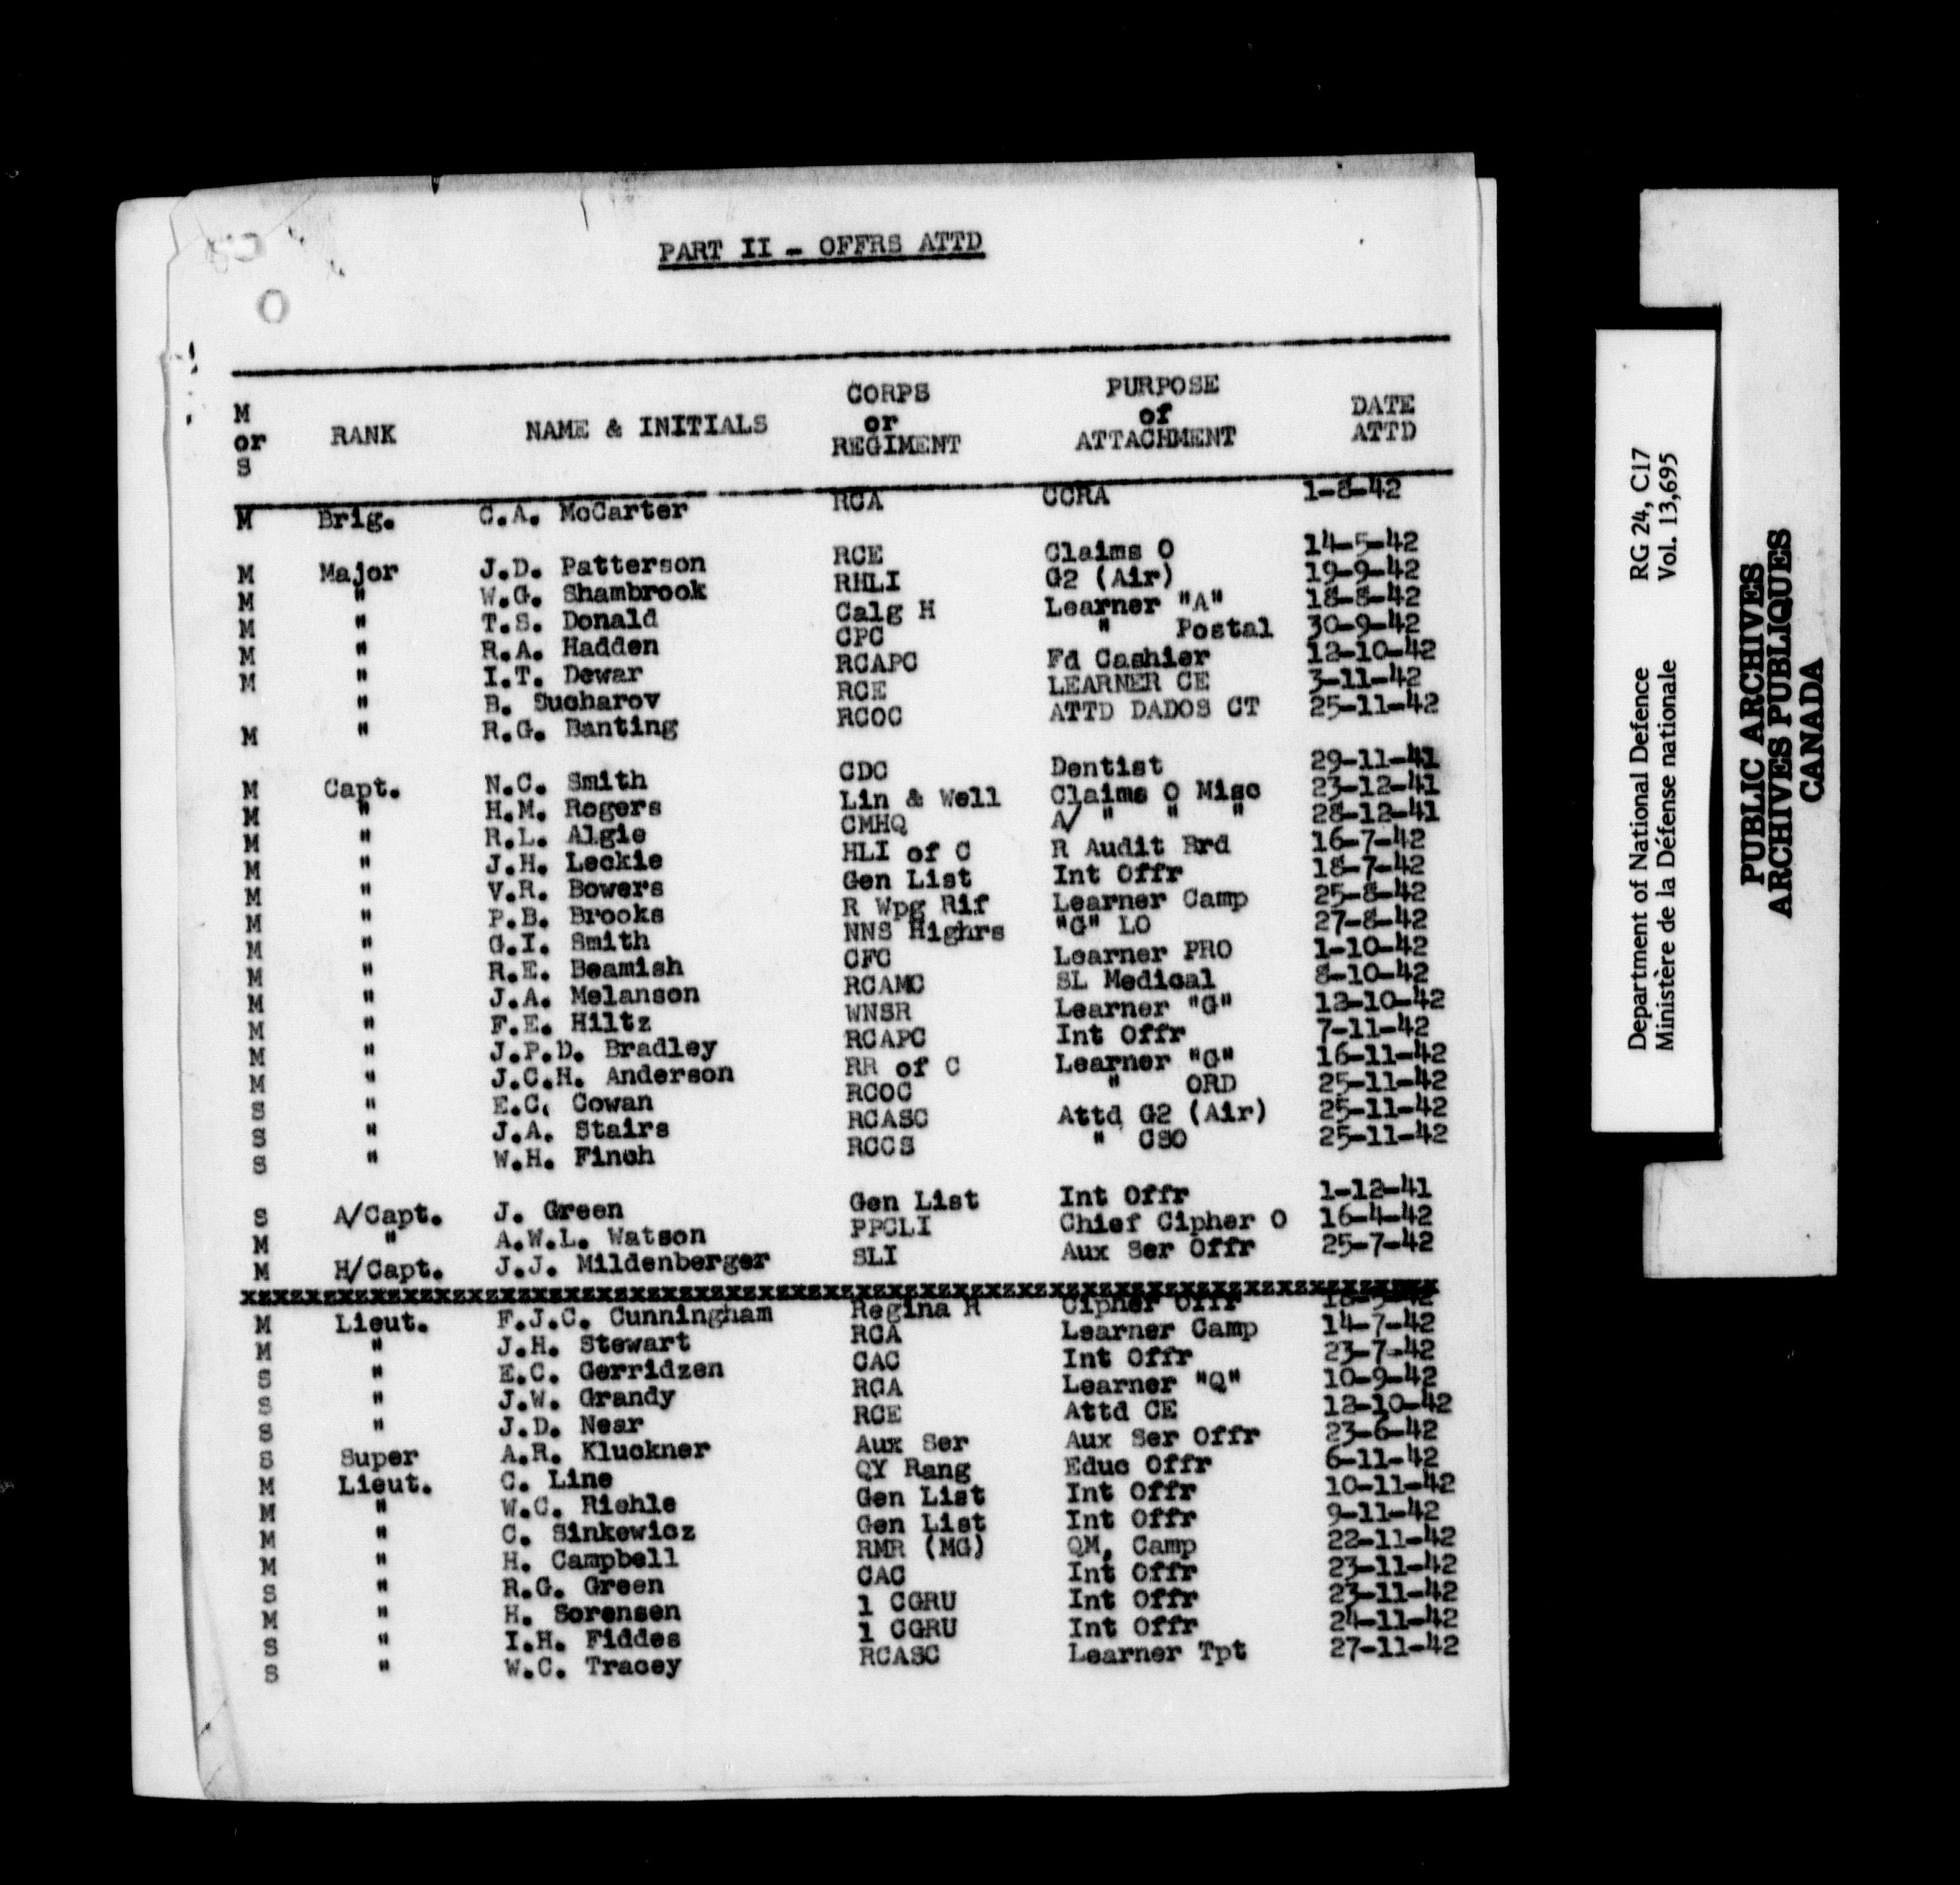 PART II - OFFRS ATTD
M or S RANK NAME & INITIALS CORPS or REGIMENT PURPOSE of ATTACHMENT DATE ATTD
M Brig. C.A. McCarter RCA CCRA 1-8-42
M Major J.D. Patterson RCE Claims O 14-5-42
M " W.G. Shambrook RHLI G2 (Air) 19-9-42
M " T.S. Donald Calg H Learner "A" 18-8-42
M " R.A. Hadden CPC " Postal 30-9-42
M " I.T. Dewar RCAPC Fd Cashier 12-10-42
" B. Sucharov RCE LEARNER CE 3-11-42
M " R.G. Banting RCOC ATTD DADOS CT 25-11-42
M Capt. N.C. Smith CDC Dentist 29-11-41
M " H.M. Rogers Lin & Well Claims O Misc 23-12-41
M " R.L. Algie CMHQ A/ " " " 28-12-41
M " J.H. Leckie HLI of C R Audit Brd 16-7-42
M " V.R. Bowers Gen List Int Offr 18-7-42
M " P.B. Brooks R Wpg Rif Learner Camp 25-8-42
M " G.I. Smith NNS Highrs "G" LO 27-8-42
M " R.E. Beamish CFC Learner PRO 1-10-42
M " J.A. Melanson RCAMC SL Medical 8-10-42
M " F.E. Hiltz WNSR Learner "G" 12-10-42
M " J.P.D. Bradley RCAPC Int Offr 7-11-42
M " J.C.H. Anderson RR of C Learner "G" 16-11-42
S " E.C. Cowan RCOC " ORD 25-11-42
S " J.A. Stairs RCASC Attd G2 (Air) 25-11-42
S " W.H. Finch RCCS " CSO 25-11-42
S A/Capt. J. Green Gen List Int Offr 1-12-41
M " A.W.L. Watson PPCLI Chief Cipher O 16-4-42
M H/Capt. J.J. Mildenberger SLI Aux Ser Offr 25-7-42
M Lieut. F.J.C. Cunningham Regina R Cipher Offr
M " J.H. Stewart RCA Learner Camp 14-7-42
S " E.C. Gerridzen CAC Int Offr 23-7-42
S " J.W. Grandy RCA Learner "Q" 10-9-42
S " J.D. Near RCE Attd CE 12-10-42
S Super A.R. Kluckner Aux Ser Aux Ser Offr 23-6-42
M Lieut. C. Line QY Rang Educ Offr 6-11-42
M " W.C. Riehle Gen List Int Offr 10-11-42
M " C. Sinkewicz Gen List Int Offr 9-11-42
M " H. Campbell RMR (MG) QM, Camp 22-11-42
S " R.G. Green CAC Int Offr 23-11-42
M " H. Sorensen 1 CGRU Int Offr 23-11-42
S " I.H. Fiddes 1 CGRU Int Offr 24-11-42
S " W.C. Tracey RCASC Learner Tpt 27-11-42
Department of National Defence RG 24, C17
Ministère de la Défense nationale Vol. 13,695
PUBLIC ARCHIVES
ARCHIVES PUBLIQUES
CANADA